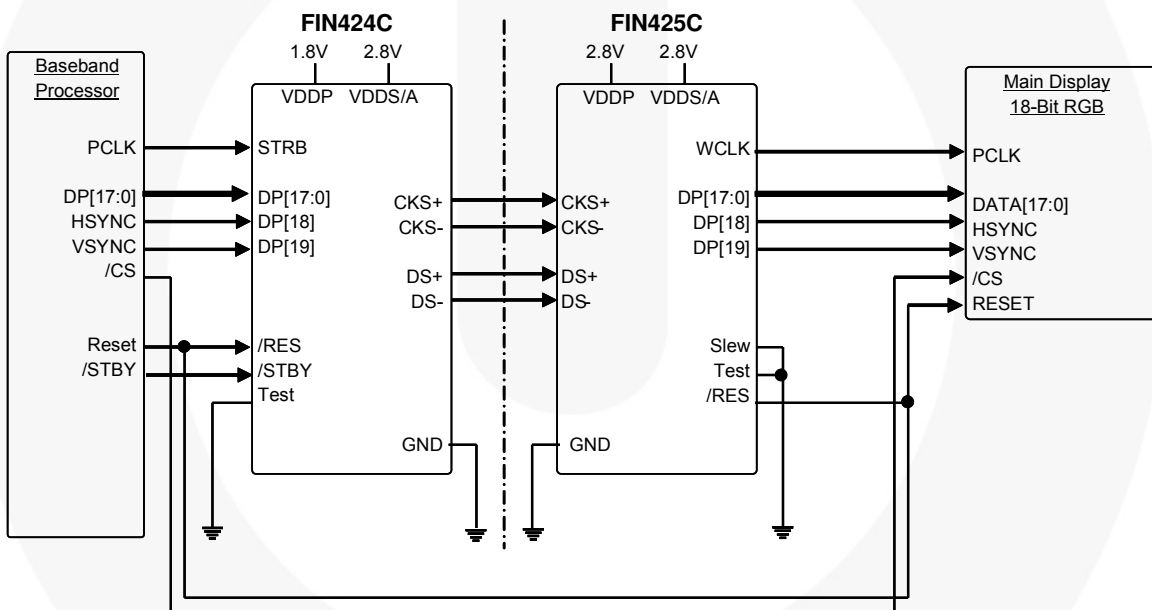 FIN424C
FIN425C
1.8V 2.8V
2.8V 2.8V
Baseband
Processor
PCLK
DP[17:0]
HSYNC
VSYNC
/CS
Reset
/STBY
VDDP VDDS/A
STRB
DP[17:0]
DP[18]
DP[19]
/RES
/STBY
Test
CKS+
CKS-
DS+
DS-
GND
VDDP VDDS/A
CKS+
CKS-
DS+
DS-
GND
WCLK
DP[17:0]
DP[18]
DP[19]
Slew
Test
/RES
Main Display
18-Bit RGB
PCLK
DATA[17:0]
HSYNC
VSYNC
/CS
RESET